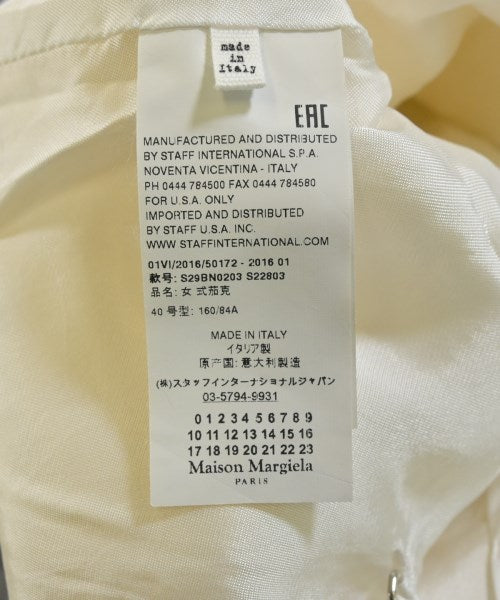 made
in
Italy
EAC
MANUFACTURED AND DISTRIBUTED
BY STAFF INTERNATIONAL S.P.A.
NOVENTA VICENTINA - ITALY
PH 0444 784500 FAX 0444 784580
FOR U.S.A. ONLY
IMPORTED AND DISTRIBUTED
BY STAFF U.S.A. INC.
WWW.STAFFINTERNATIONAL.COM
01VI/2016/50172 - 2016 01
款号: S29BN0203 S22803
品名: 女 式茄克
40 号型: 160/84A
MADE IN ITALY
イタリア製
原产国: 意大利製造
(株)スタッフインターナショナルジャパン
03-5794-9931
0 1 2 3 4 5 6 7 8 9
10 11 12 13 14 15 16
17 18 19 20 21 22 23
Maison Margiela
PARIS